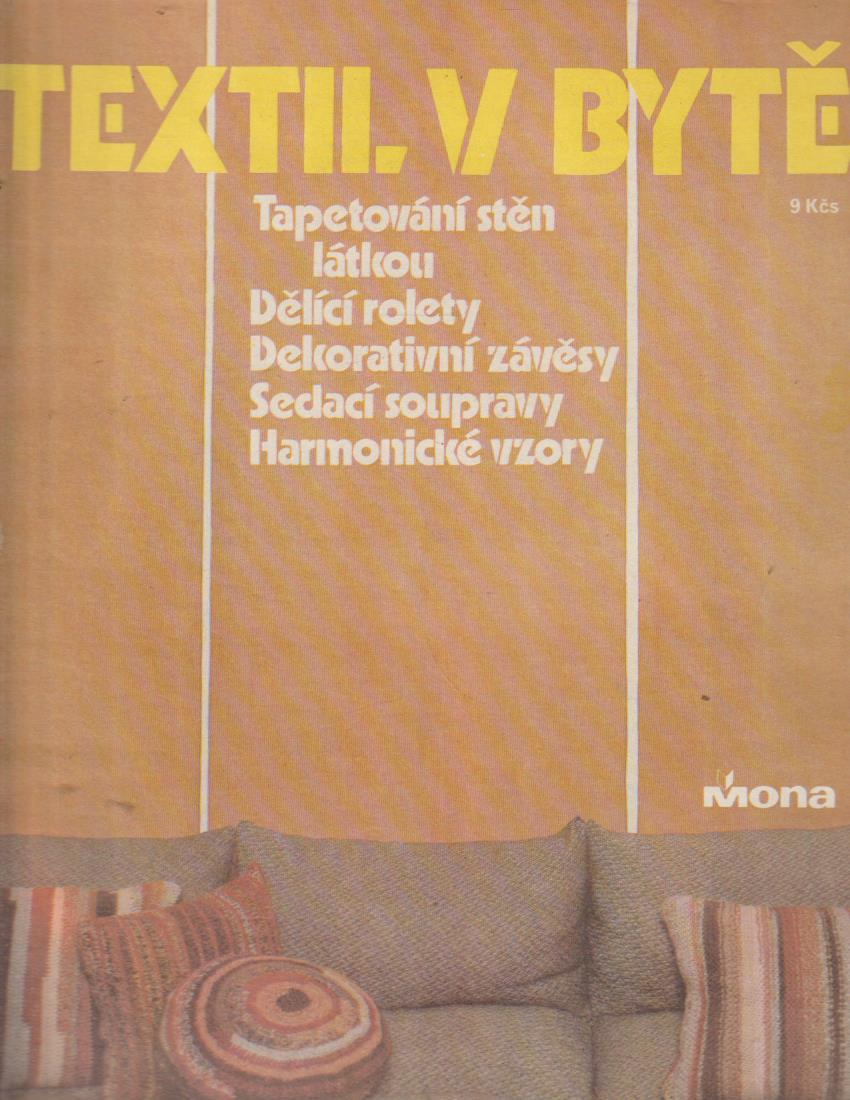 TEXTIL V BYTĚ
9 Kčs
Tapetování stěn
látkou
Dělící rolety
Dekorativní závěsy
Sedací soupravy
Harmonické vzory
Mona